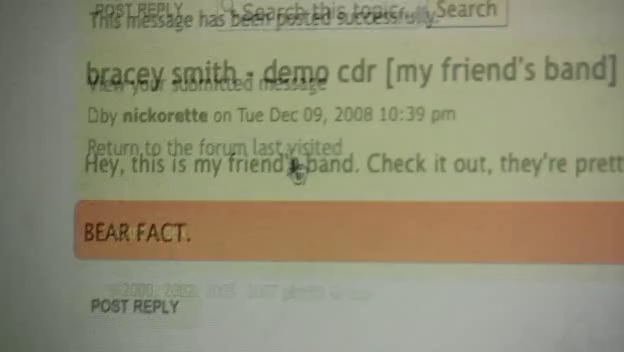 POST REPLY Search this topic... Search
This message has been posted successfully.
bracey smith - demo cdr [my friend's band]
View your submitted message
by nickorette on Tue Dec 09, 2008 10:39 pm
Return to the forum last visited
Hey, this is my friend's band. Check it out, they're prett
BEAR FACT.
2000, 2002,
POST REPLY